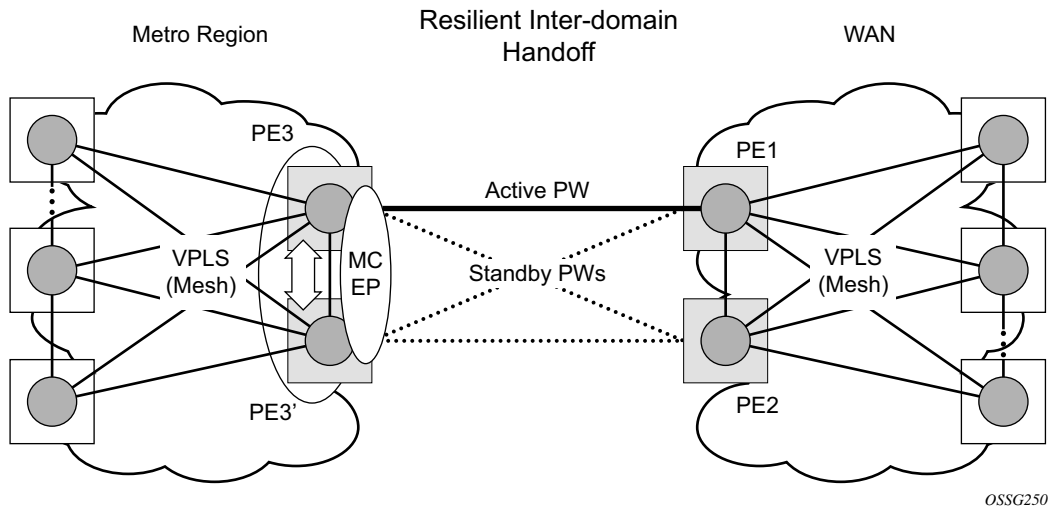 Resilient Inter-domain
Handoff
Metro Region
WAN
PE3
PE1
Active PW
VPLS
(Mesh)
MC
EP
Standby PWs
VPLS
(Mesh)
PE3’
PE2
OSSG250